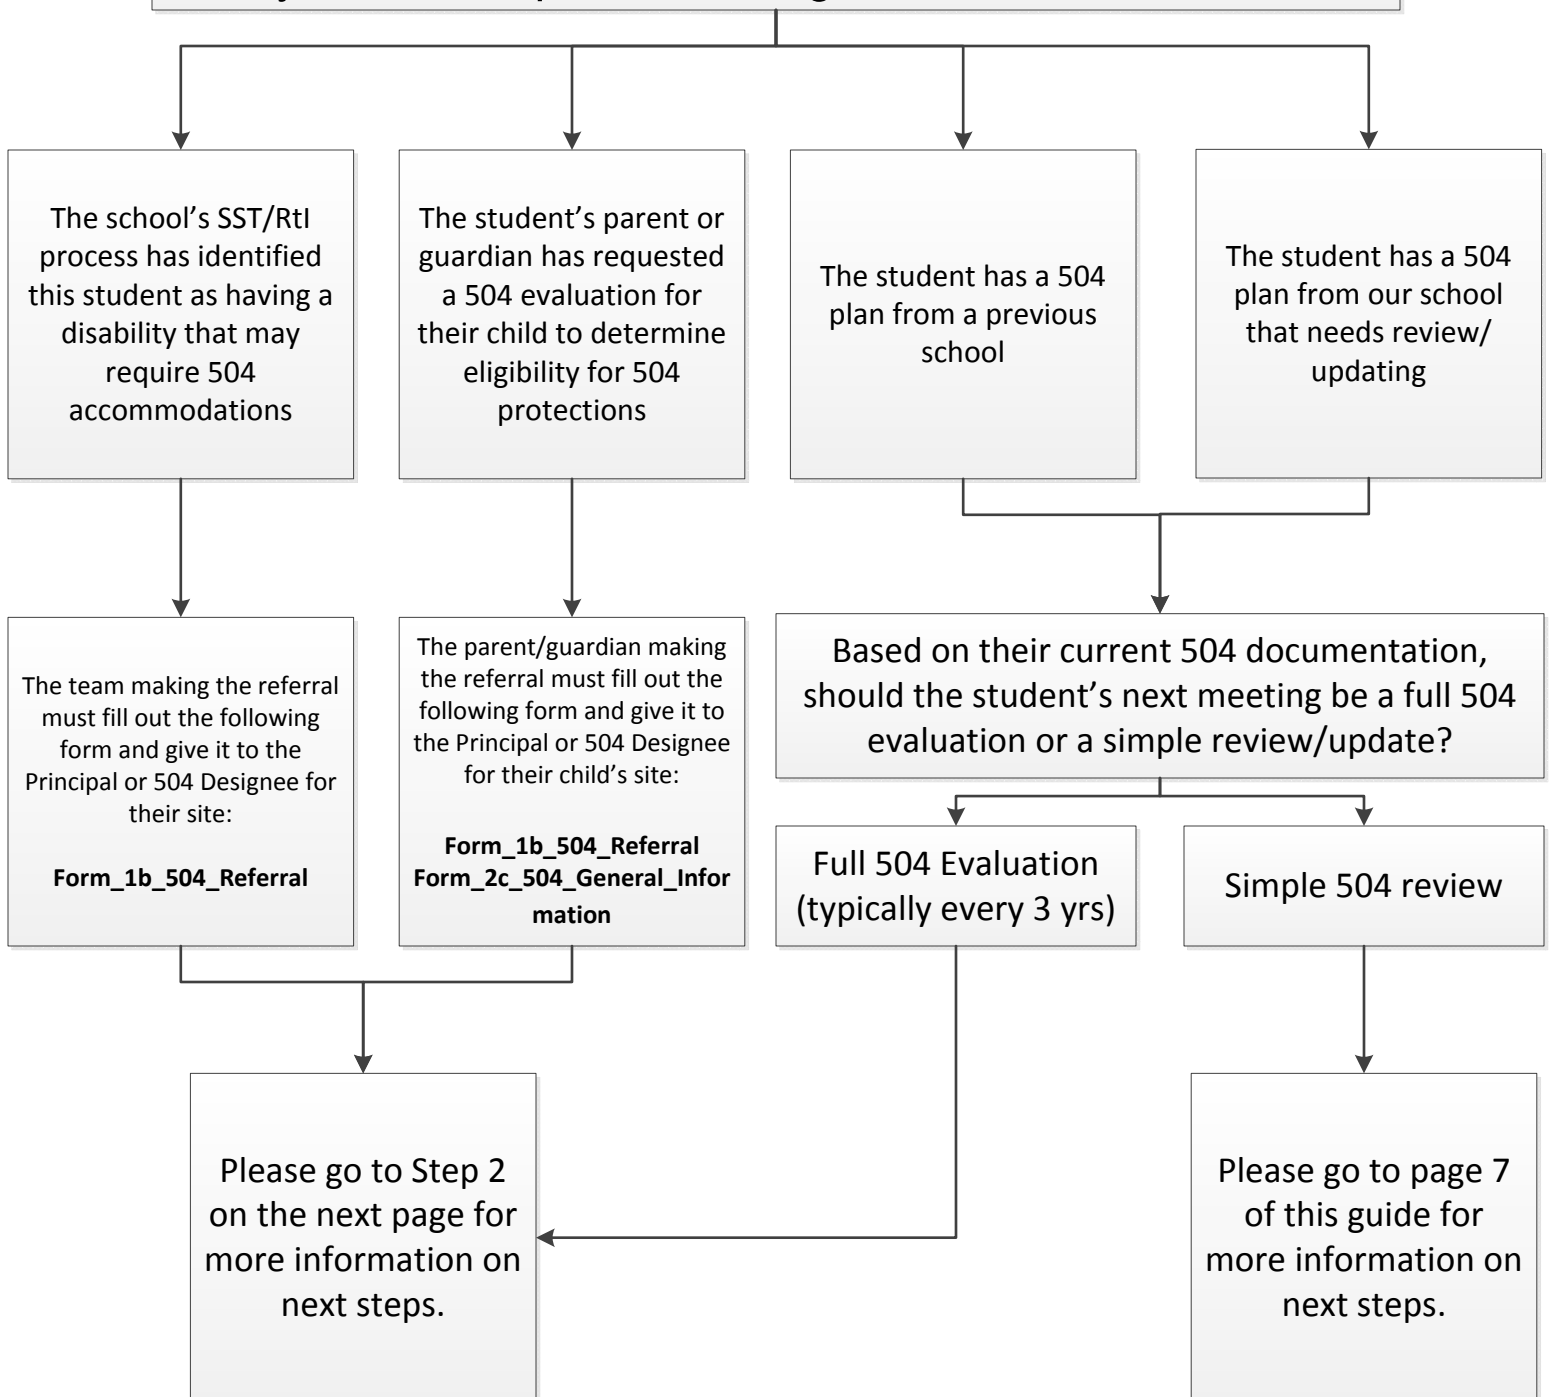 The school's SST/RtI
process has identified
this student as having a
disability that may
require 504
accommodations
The student's parent or
guardian has requested
a 504 evaluation for
their child to determine
eligibility for 504
protections
The student has a 504
plan from a previous
school
The student has a 504
plan from our school
that needs review/
updating
The team making the referral
must fill out the following
form and give it to the
Principal or 504 Designee for
their site:
Form_1b_504_Referral
The parent/guardian making
the referral must fill out the
following form and give it to
the Principal or 504 Designee
for their child's site:
Form_1b_504_Referral
Form_2c_504_General_Infor
mation
Based on their current 504 documentation,
should the student's next meeting be a full 504
evaluation or a simple review/update?
Full 504 Evaluation
(typically every 3 yrs)
Simple 504 review
Please go to Step 2
on the next page for
more information on
next steps.
Please go to page 7
of this guide for
more information on
next steps.